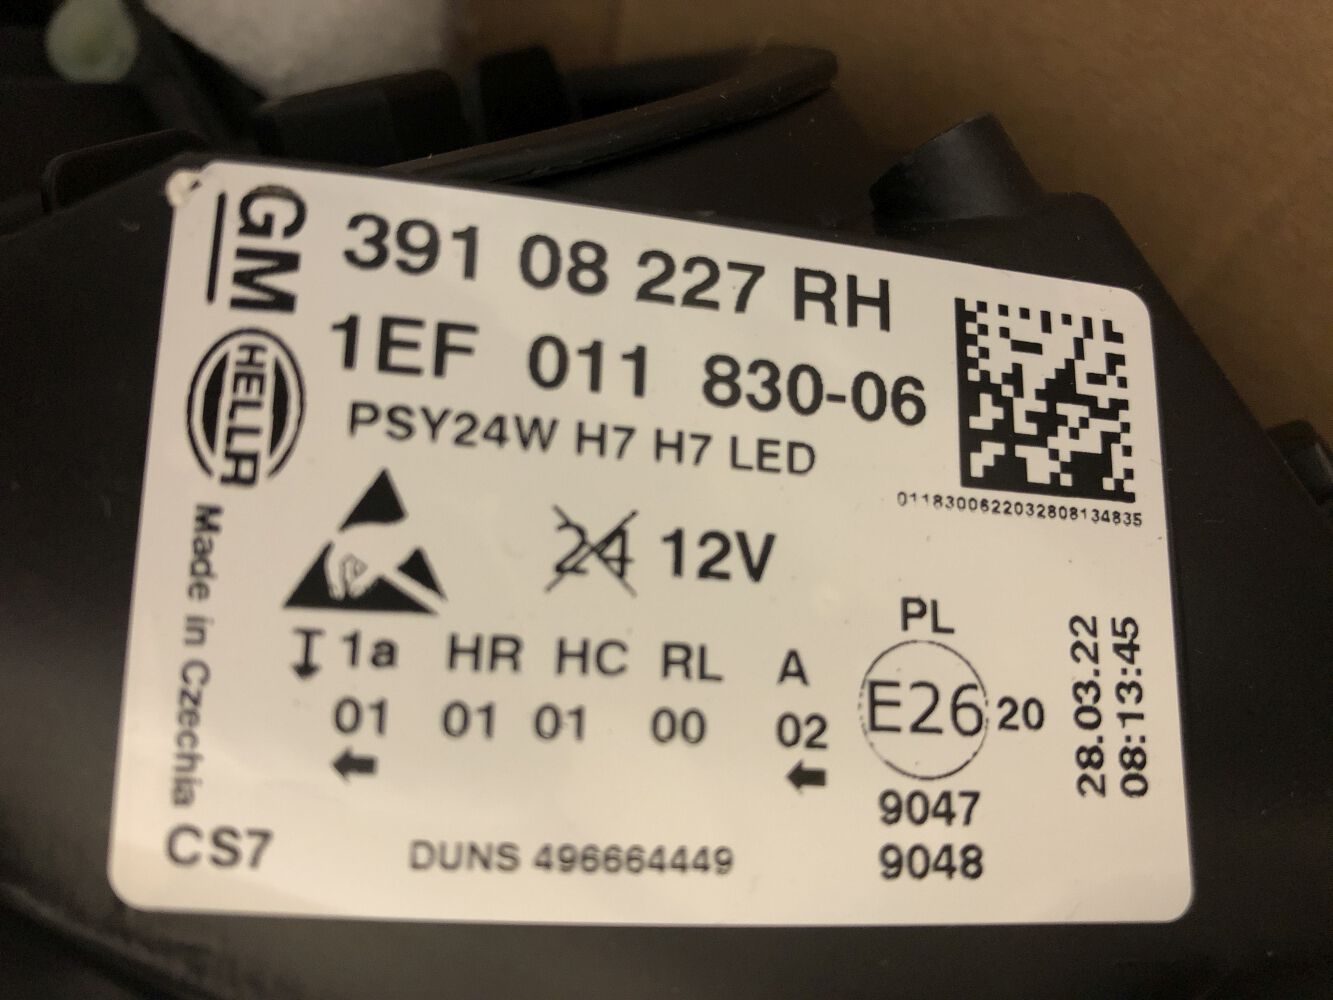 GM
391 08 227 RH
HELLA
1EF 011 830-06
PSY24W H7 H7 LED
0118300622032808134835
24 12V
Made in Czechia
PL
1a HR HC RL A
01 01 01 00 02
E26 20
9047
9048
28.03.22
08:13:45
CS7
DUNS 496664449